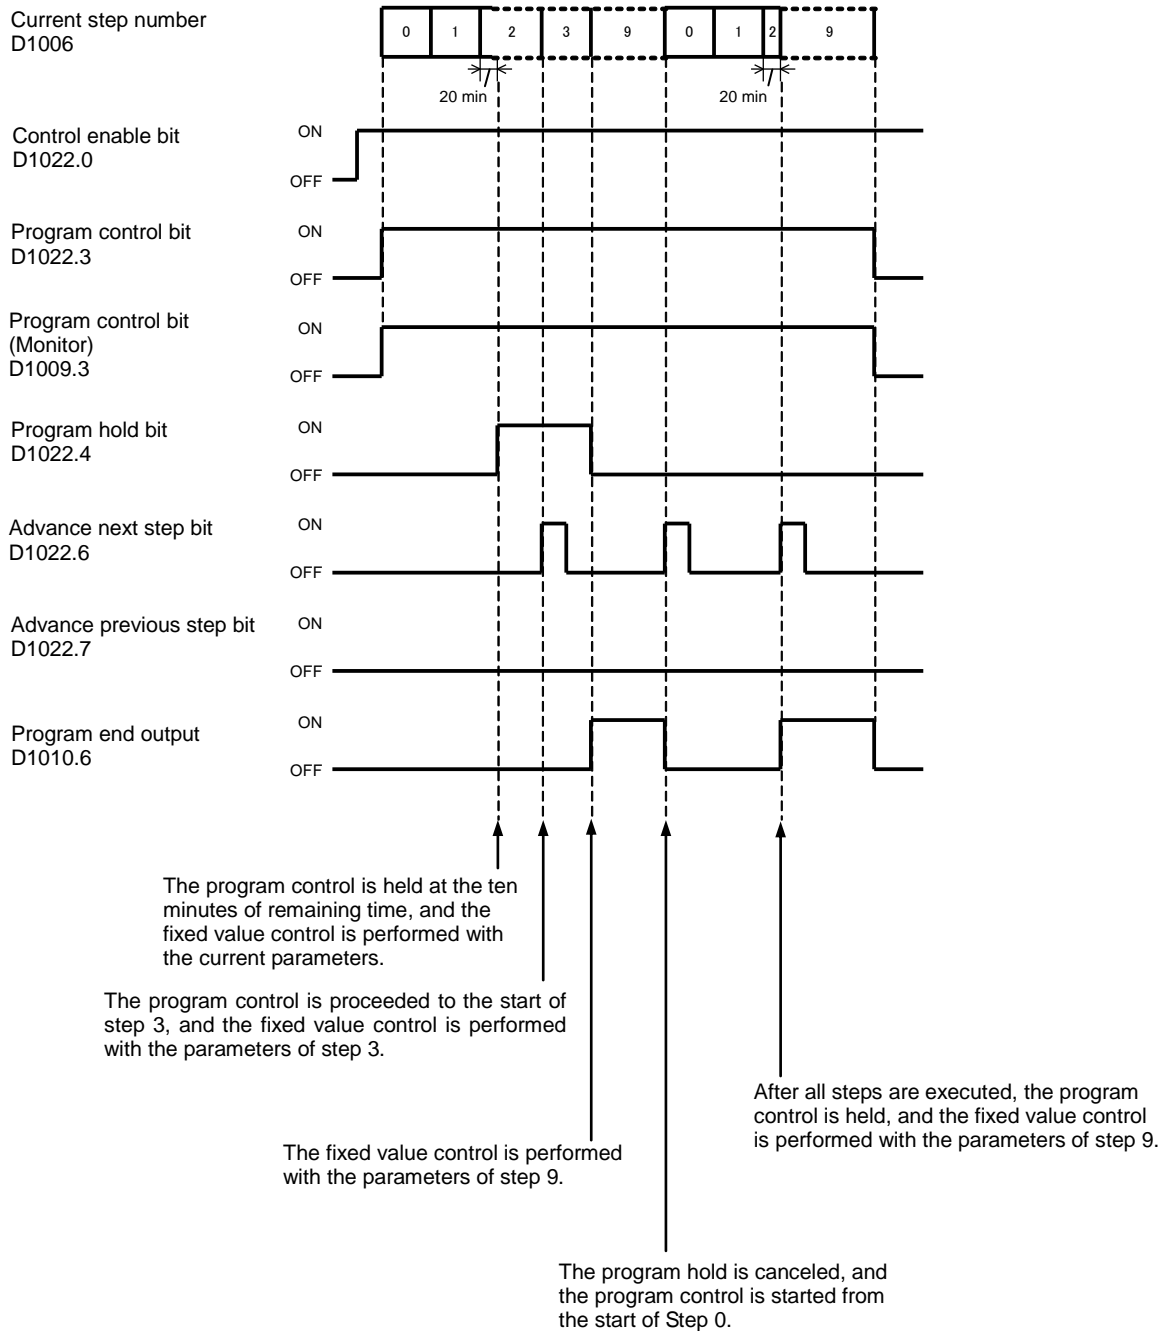 Current step number
D1006
0 1 2 3 9 0 1 2 9
20 min 20 min
Control enable bit
D1022.0
ON
OFF
Program control bit
D1022.3
ON
OFF
Program control bit
(Monitor)
D1009.3
ON
OFF
Program hold bit
D1022.4
ON
OFF
Advance next step bit
D1022.6
ON
OFF
Advance previous step bit
D1022.7
ON
OFF
Program end output
D1010.6
ON
OFF
The program control is held at the ten
minutes of remaining time, and the
fixed value control is performed with
the current parameters.
The program control is proceeded to the start of
step 3, and the fixed value control is performed
with the parameters of step 3.
After all steps are executed, the program
control is held, and the fixed value control
is performed with the parameters of step 9.
The fixed value control is performed
with the parameters of step 9.
The program hold is canceled, and
the program control is started from
the start of Step 0.